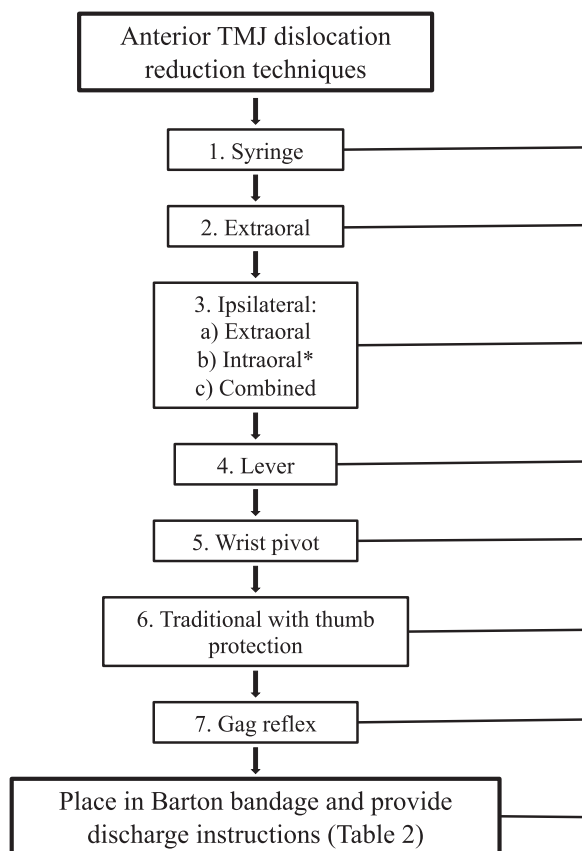 Anterior TMJ dislocation
reduction techniques
1. Syringe
2. Extraoral
3. Ipsilateral:
a) Extraoral
b) Intraoral*
c) Combined
4. Lever
5. Wrist pivot
6. Traditional with thumb
protection
7. Gag reflex
Place in Barton bandage and provide
discharge instructions (Table 2)